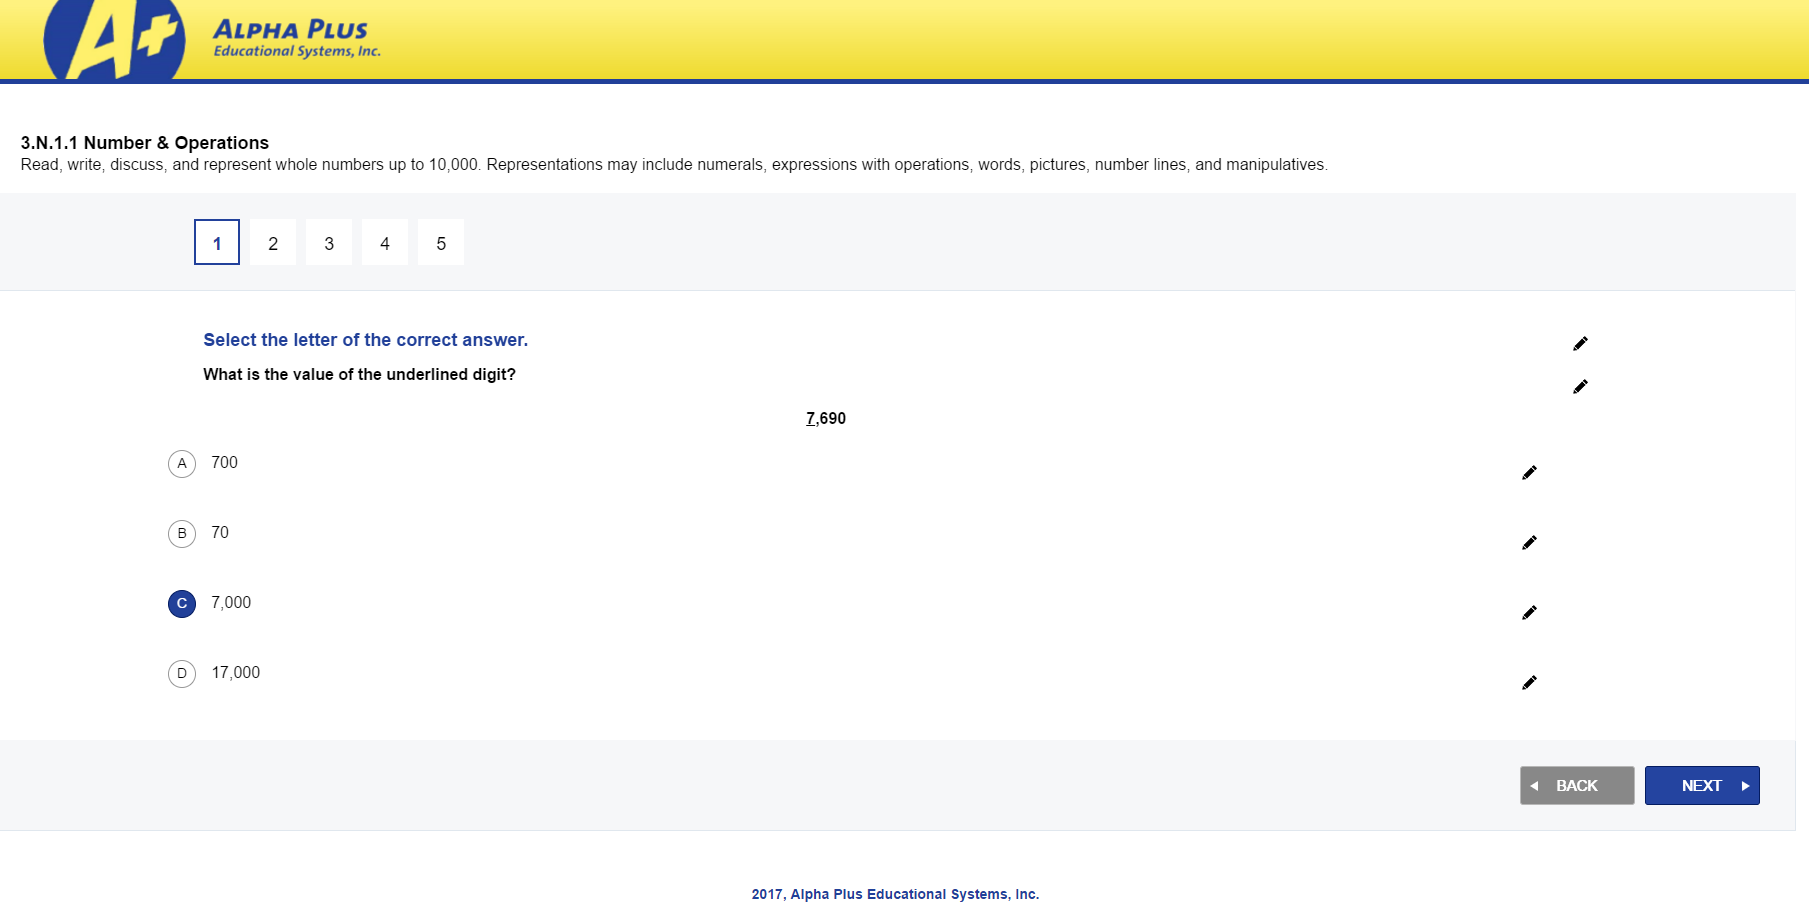 A+
ALPHA PLUS
Educational Systems, Inc.
3.N.1.1 Number & Operations
Read, write, discuss, and represent whole numbers up to 10,000. Representations may include numerals, expressions with operations, words, pictures, number lines, and manipulatives.
1 2 3 4 5
Select the letter of the correct answer.
What is the value of the underlined digit?
7,690
A 700
B 70
C 7,000
D 17,000
BACK NEXT
2017, Alpha Plus Educational Systems, Inc.